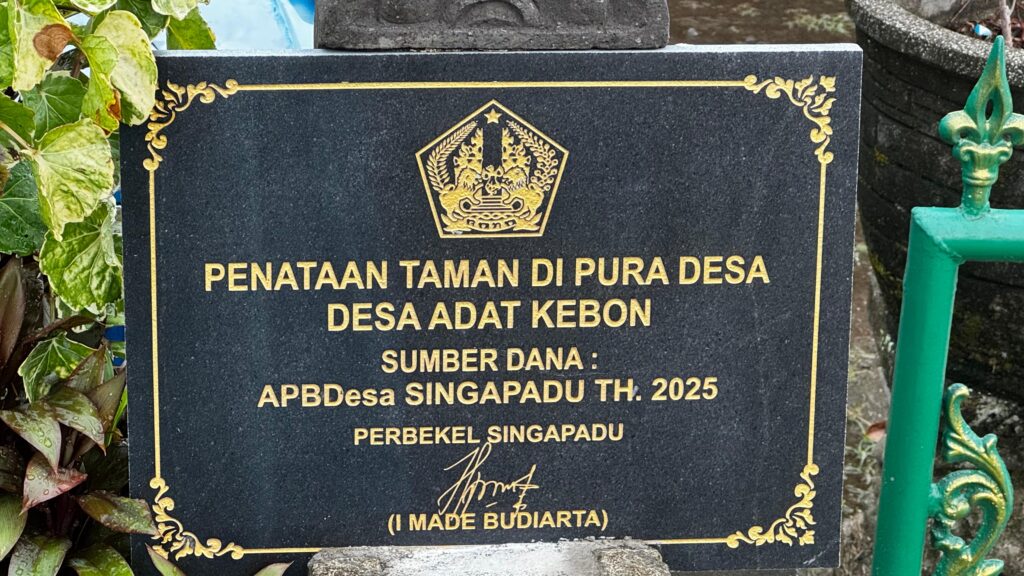 PENATAAN TAMAN DI PURA DESA
DESA ADAT KEBON
SUMBER DANA :
APBDesa SINGAPADU TH. 2025
PERBEKEL SINGAPADU
(I MADE BUDIARTA)